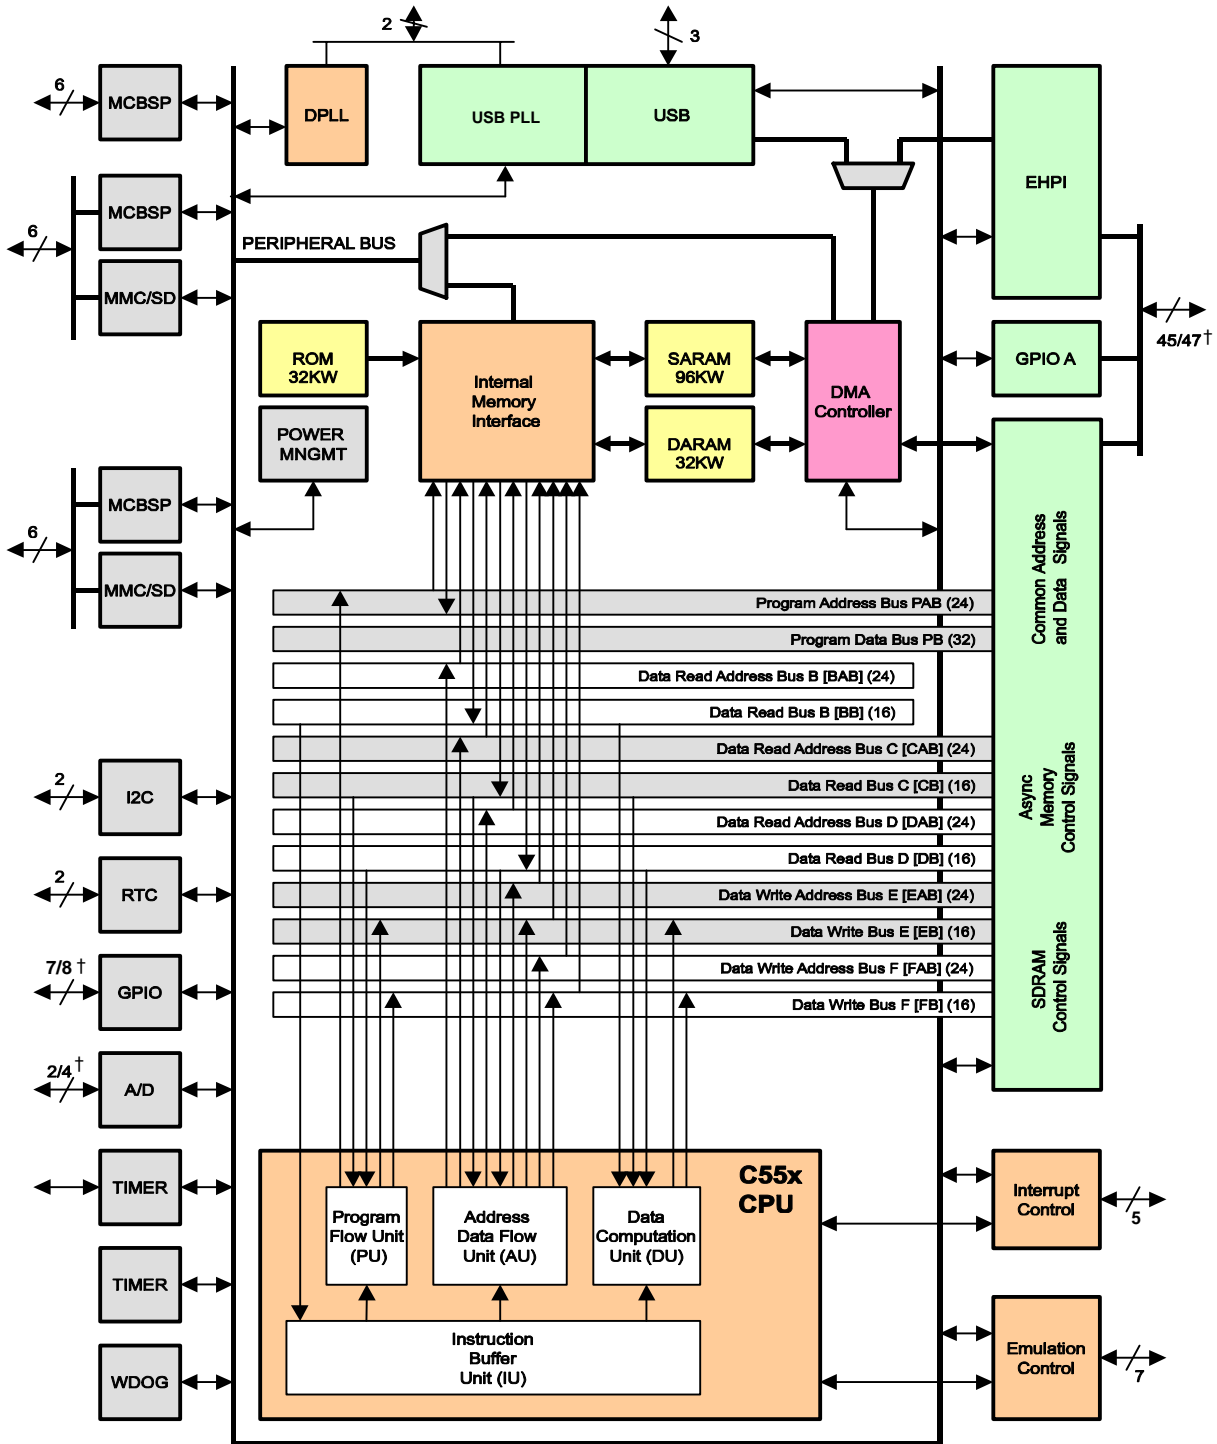 2
3
6
MCBSP
DPLL
USB PLL
USB
EHPI
6
MCBSP
MMC/SD
PERIPHERAL BUS
45/47†
ROM
32KW
Internal
Memory
Interface
SARAM
96KW
DMA
Controller
GPIO A
POWER
MNGMT
DARAM
32KW
6
MCBSP
MMC/SD
Common Address
and Data Signals
Program Address Bus PAB (24)
Program Data Bus PB (32)
Data Read Address Bus B [BAB] (24)
Data Read Bus B [BB] (16)
Data Read Address Bus C [CAB] (24)
Data Read Bus C [CB] (16)
Data Read Address Bus D [DAB] (24)
Data Read Bus D [DB] (16)
Data Write Address Bus E [EAB] (24)
Data Write Bus E [EB] (16)
Data Write Address Bus F [FAB] (24)
Data Write Bus F [FB] (16)
Async
Memory
Control Signals
SDRAM
Control Signals
2
I2C
2
RTC
7/8 †
GPIO
2/4 †
A/D
TIMER
TIMER
WDOG
C55x
CPU
Program
Flow Unit
(PU)
Address
Data Flow
Unit (AU)
Data
Computation
Unit (DU)
Instruction
Buffer
Unit (IU)
Interrupt
Control
5
Emulation
Control
7